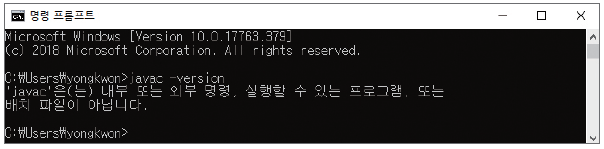 명령 프롬프트
Microsoft Windows [Version 10.0.17763.379]
(c) 2018 Microsoft Corporation. All rights reserved.
C:₩Users₩yongkwon>javac -version
'javac'은(는) 내부 또는 외부 명령, 실행할 수 있는 프로그램, 또는
배치 파일이 아닙니다.
C:₩Users₩yongkwon>